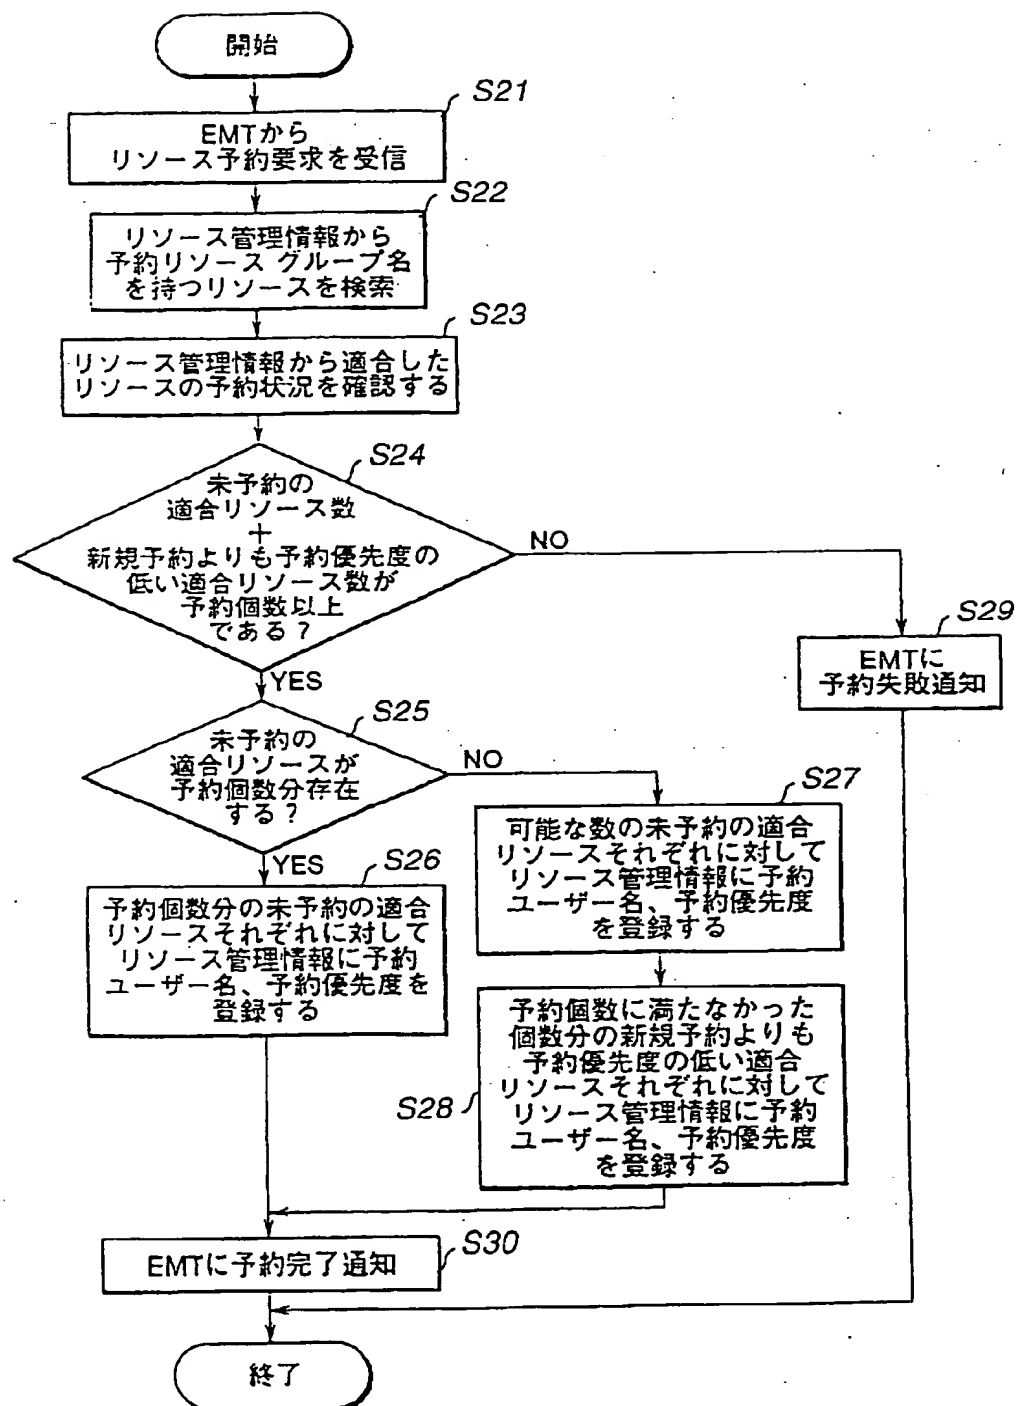 開始
S21
EMTから
リソース予約要求を受信
S22
リソース管理情報から
予約リソース グループ名
を持つリソースを検索
S23
リソース管理情報から適合した
リソースの予約状況を確認する
S24
未予約の
適合リソース数
+
新規予約よりも予約優先度の
低い適合リソース数が
予約個数以上
である？
NO
S29
EMTに
予約失敗通知
YES
S25
未予約の
適合リソースが
予約個数分存在
する？
NO
S27
可能な数の未予約の適合
リソースそれぞれに対して
リソース管理情報に予約
ユーザー名、予約優先度
を登録する
YES
S26
予約個数分の未予約の適合
リソースそれぞれに対して
リソース管理情報に予約
ユーザー名、予約優先度を
登録する
S28
予約個数に満たなかった
個数分の新規予約よりも
予約優先度の低い適合
リソースそれぞれに対して
リソース管理情報に予約
ユーザー名、予約優先度
を登録する
S30
EMTに予約完了通知
終了